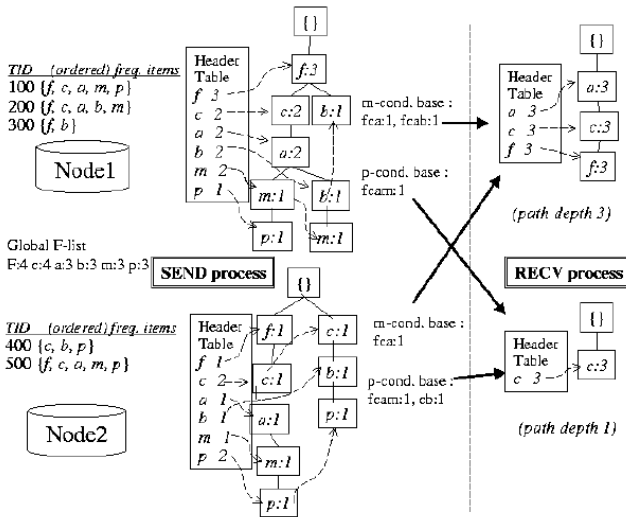 TID (ordered) freq. items
100 {f, c, a, m, p}
200 {f, c, a, b, m}
300 {f, b}
Node1
Header
Table
f 3
c 2
a 2
b 2
m 2
p 1
{}
f:3
c:2
b:1
a:2
m:1
b:1
p:1
m:1
m-cond. base :
fca:1, fcab:1
p-cond. base :
fcam:1
{}
Header
Table
a 3
c 3
f 3
a:3
c:3
f:3
(path depth 3)
Global F-list
F:4 c:4 a:3 b:3 m:3 p:3
SEND process
RECV process
TID (ordered) freq. items
400 {c, b, p}
500 {f, c, a, m, p}
Node2
Header
Table
f 1
c 2
a 1
b 1
m 1
p 2
{}
f:1
c:1
c:1
b:1
a:1
p:1
m:1
p:1
m-cond. base :
fca:1
p-cond. base :
fcam:1, cb:1
{}
Header
Table
c 3
c:3
(path depth 1)